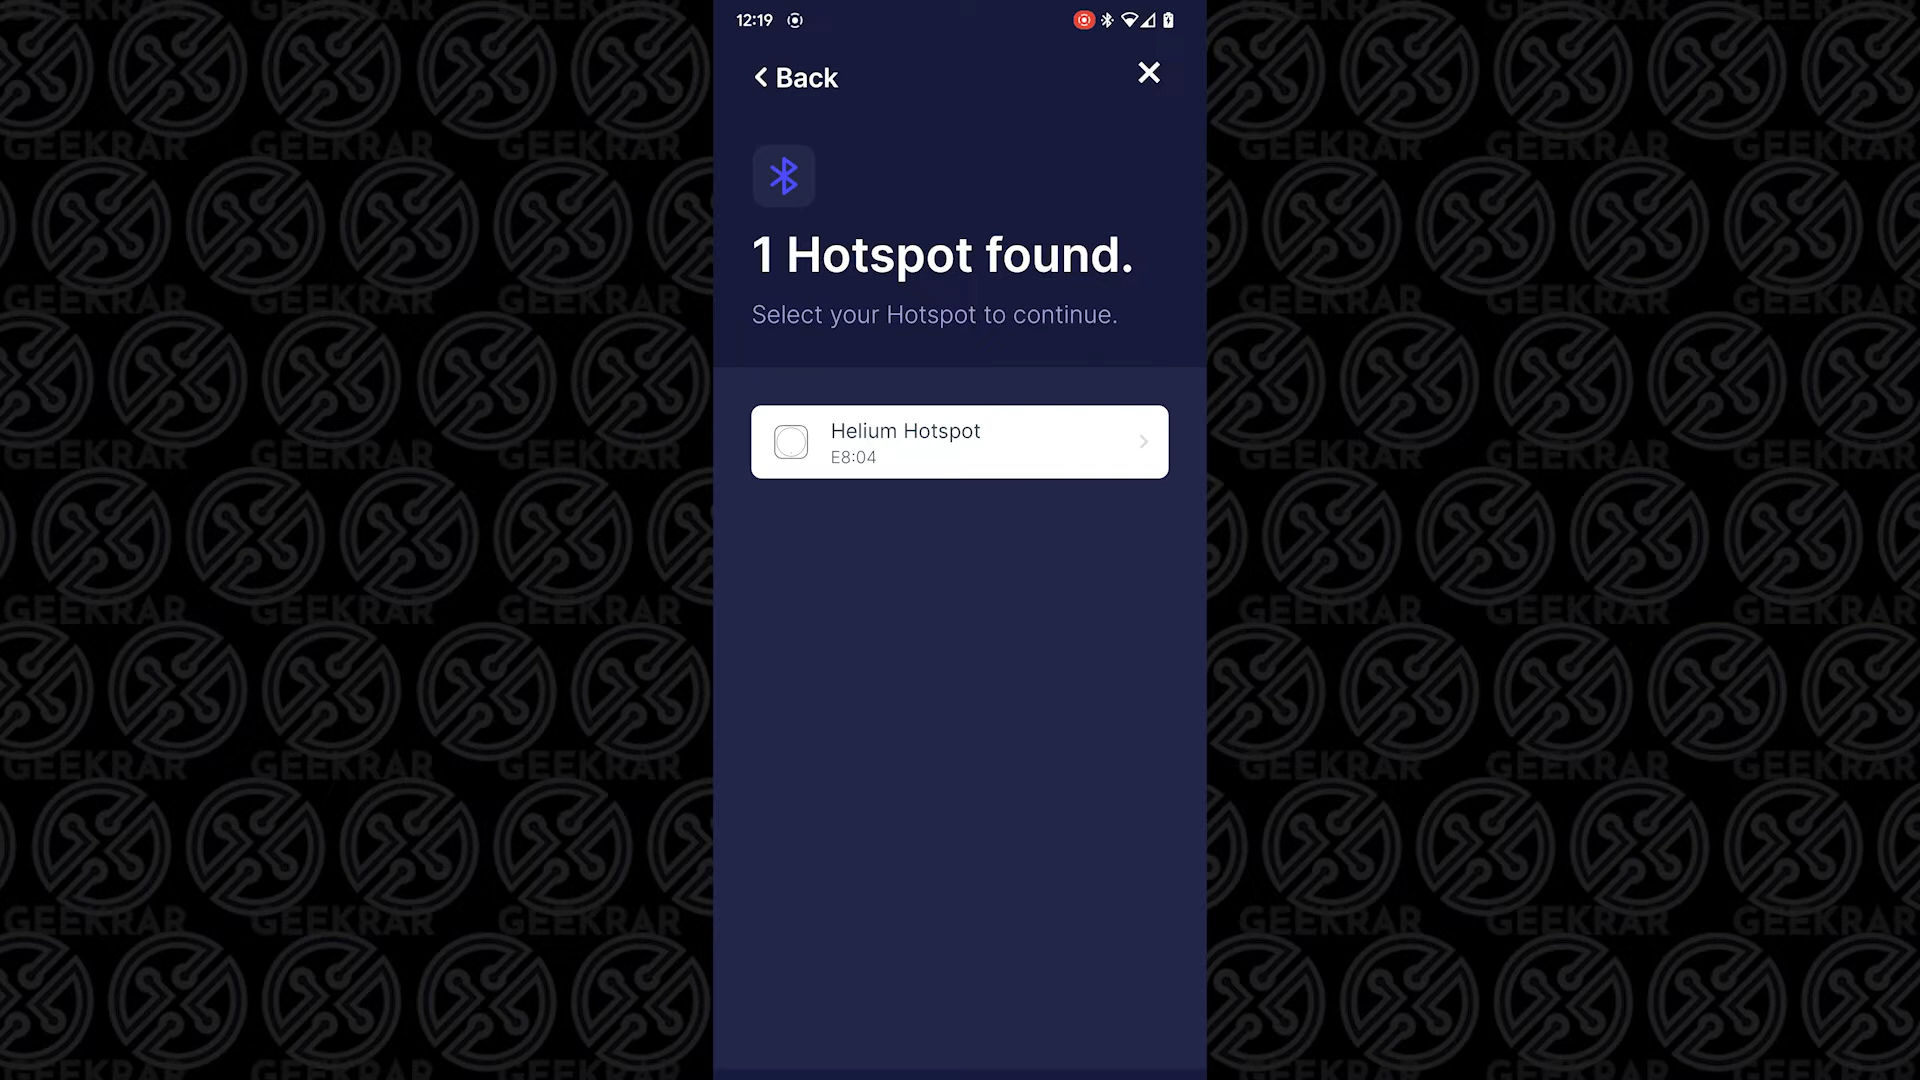 12:19
Back
1 Hotspot found.
Select your Hotspot to continue.
Helium Hotspot
E8:04
GEEKRAR